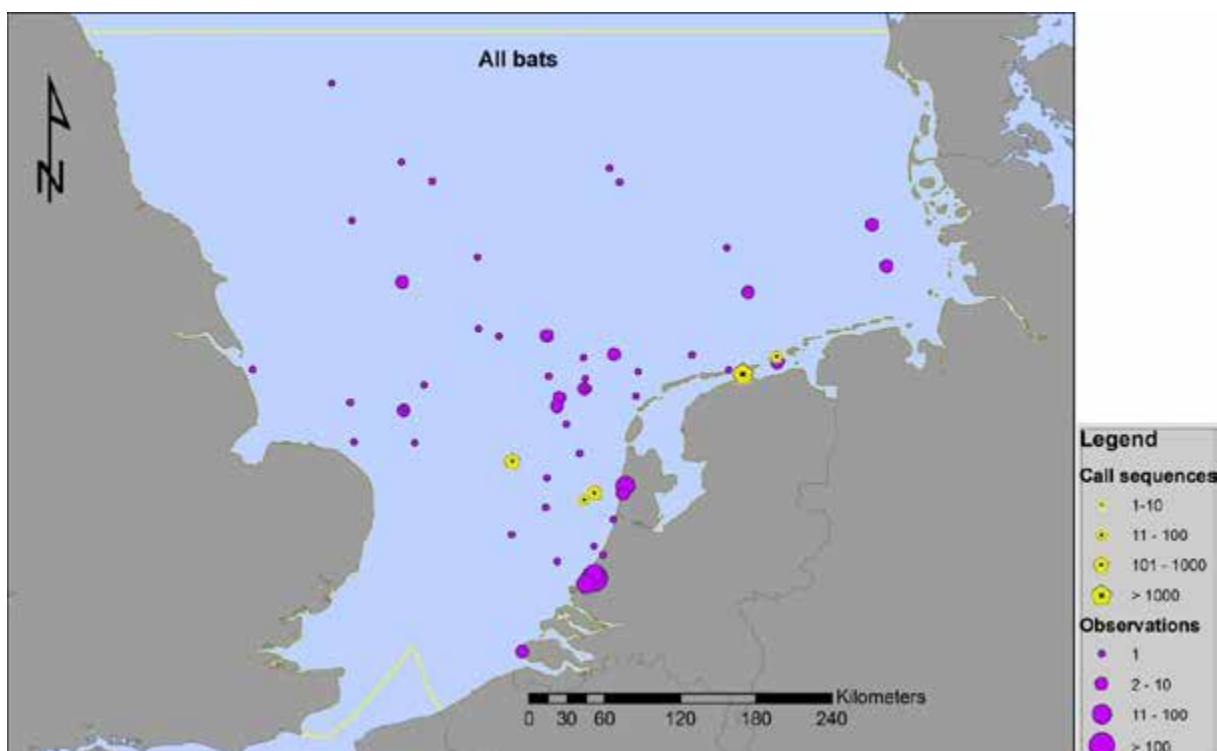 All bats
N
Kilometers
0 30 60 120 180 240
Legend
Call sequences
1-10
11 - 100
101 - 1000
> 1000
Observations
1
2 - 10
11 - 100
> 100